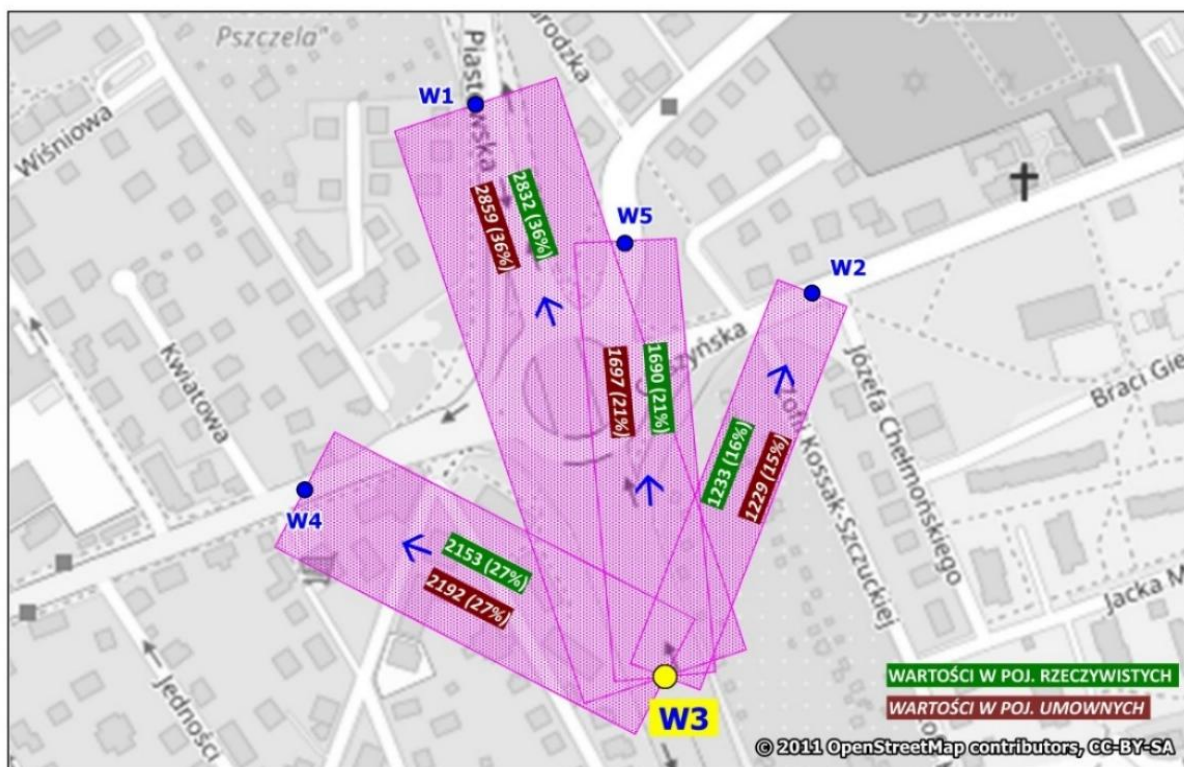 Pszczela"
Wiśniowa
Piastowska
W1
2859 (36%)
2832 (36%)
W5
W2
Kwiatowa
1697 (21%)
1690 (21%)
1233 (16%)
1229 (15%)
Zofii Kossak-Szczuckiej
Józefa Chełmońskiego
Braci Gie
Jacka M
W4
2153 (27%)
2192 (27%)
Jedności
W3
WARTOŚCI W POJ. RZECZYWISTYCH
WARTOŚCI W POJ. UMOWNYCH
© 2011 OpenStreetMap contributors, CC-BY-SA